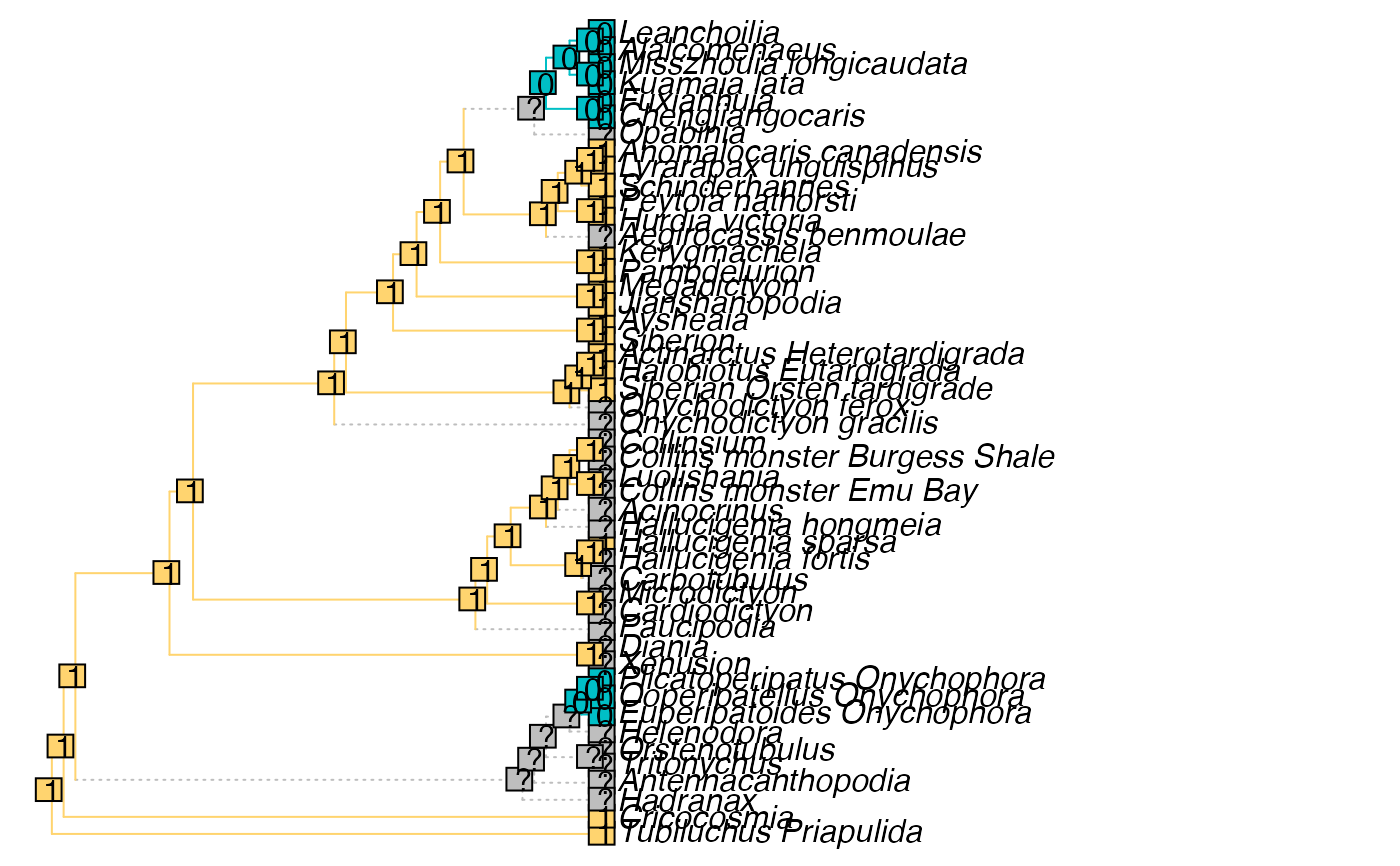 Leanchoilia
Alalcomenaeus
Misszhouia longicaudata
Kuamaia lata
Fuxianhuia
Chengjiangocaris
Opabinia
Anomalocaris canadensis
Lyrarapax unguispinus
Schinderhannes
Peytoia nathorsti
Hurdia victoria
Aegirocassis benmoulae
Kerygmachela
Pambdelurion
Megadictyon
Jianshanopodia
Aysheaia
Siberion
Actinarctus Heterotardigrada
Halobiotus Eutardigrada
Siberian Orsten tardigrade
Onychodictyon ferox
Onychodictyon gracilis
Collinsium
Collins monster Burgess Shale
Luolishania
Collins monster Emu Bay
Acinocrinus
Hallucigenia hongmeia
Hallucigenia sparsa
Hallucigenia fortis
Carbotubulus
Microdictyon
Cardiodictyon
Paucipodia
Diania
Xenusion
Plicatoperipatus Onychophora
Ooperipatellus Onychophora
Euperipatoides Onychophora
Helenodora
Orstenotubulus
Tritonychus
Antennacanthopodia
Hadranax
Cricocosmia
Tubiluchus Priapulida